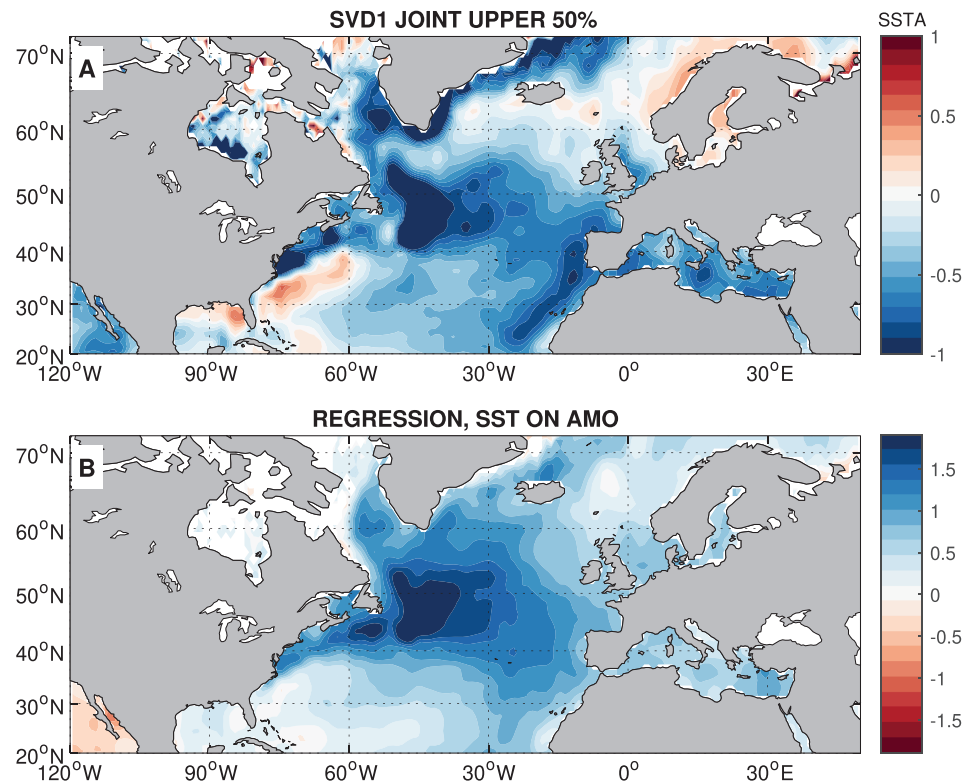 SVD1 JOINT UPPER 50%
SSTA
A
70°N
60°N
50°N
40°N
30°N
20°N
120°W 90°W 60°W 30°W 0° 30°E
1
0.5
0
-0.5
-1
REGRESSION, SST ON AMO
B
70°N
60°N
50°N
40°N
30°N
20°N
120°W 90°W 60°W 30°W 0° 30°E
1.5
1
0.5
0
-0.5
-1
-1.5